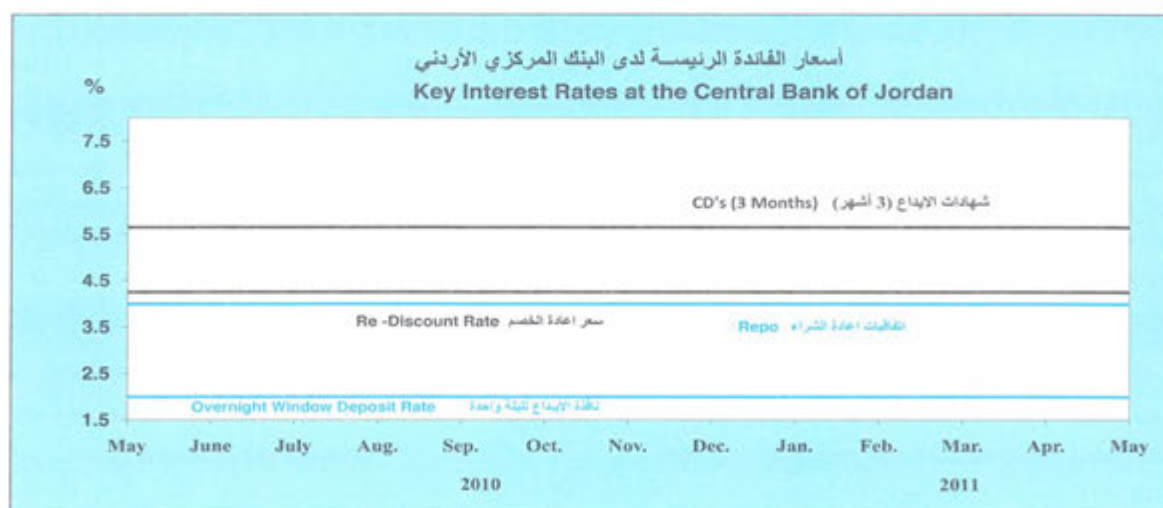 أسعار الفائدة الرئيســة لدى البنك المركزي الأردني
%
Key Interest Rates at the Central Bank of Jordan
7.5
6.5
CD's (3 Months) شهادات الايداع (3 أشهر)
5.5
4.5
3.5
Re -Discount Rate سعر اعادة الخصم
Repo اتفاقيات اعادة الشراء
2.5
Overnight Window Deposit Rate نافذة الايداع لليلة واحدة
1.5
May June July Aug. Sep. Oct. Nov. Dec. Jan. Feb. Mar. Apr. May
2010 2011